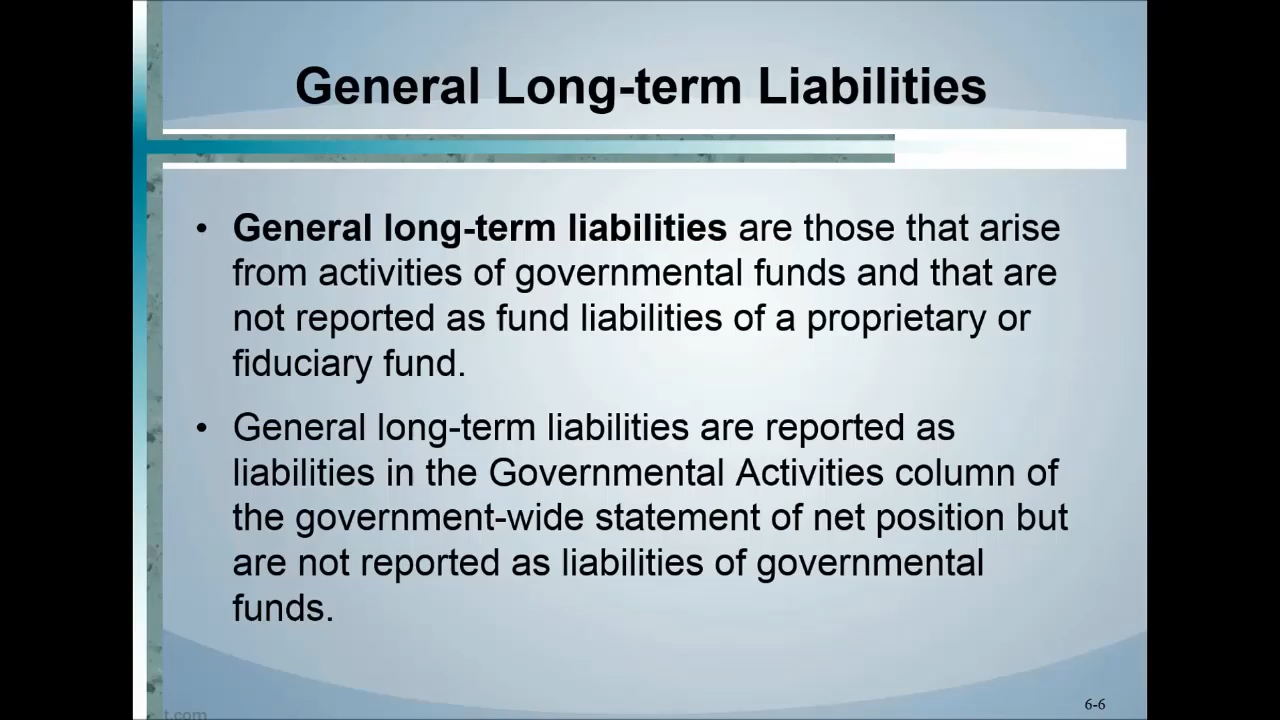 General Long-term Liabilities
• General long-term liabilities are those that arise
from activities of governmental funds and that are
not reported as fund liabilities of a proprietary or
fiduciary fund.
• General long-term liabilities are reported as
liabilities in the Governmental Activities column of
the government-wide statement of net position but
are not reported as liabilities of governmental
funds.
6-6
t.com